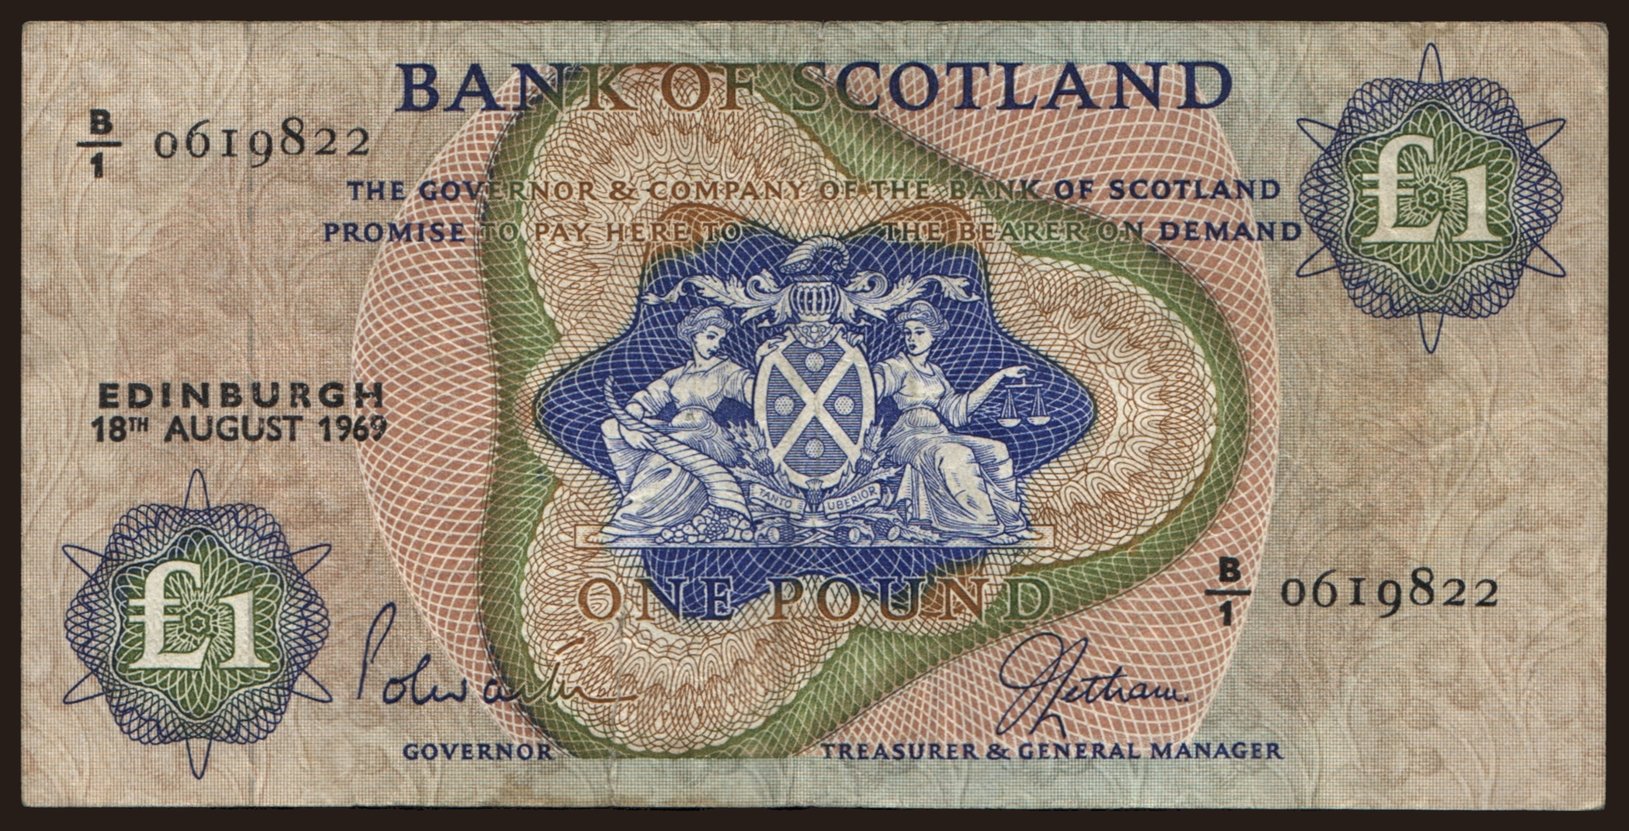 BANK OF SCOTLAND
B/1 0619822
£1
THE GOVERNOR & COMPANY OF THE BANK OF SCOTLAND
PROMISE TO PAY HERE TO THE BEARER ON DEMAND
EDINBURGH
18TH AUGUST 1969
TANTO UBERIOR
ONE POUND
B/1 0619822
£1
Polwarth
J Letham.
GOVERNOR
TREASURER & GENERAL MANAGER